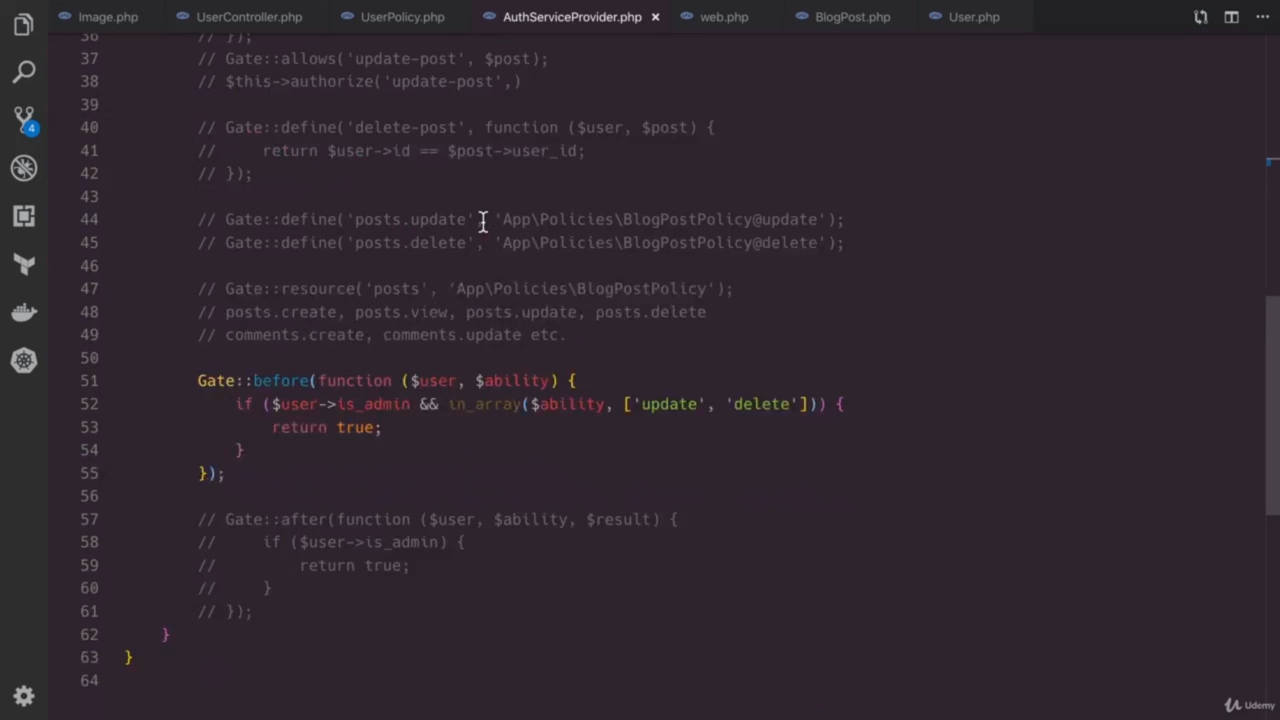 Image.php UserController.php UserPolicy.php AuthServiceProvider.php × web.php BlogPost.php User.php
36 // });
37 // Gate::allows('update-post', $post);
38 // $this->authorize('update-post',)
39
40 // Gate::define('delete-post', function ($user, $post) {
41 //     return $user->id == $post->user_id;
42 // });
43
44 // Gate::define('posts.update', 'App\Policies\BlogPostPolicy@update');
45 // Gate::define('posts.delete', 'App\Policies\BlogPostPolicy@delete');
46
47 // Gate::resource('posts', 'App\Policies\BlogPostPolicy');
48 // posts.create, posts.view, posts.update, posts.delete
49 // comments.create, comments.update etc.
50
51 Gate::before(function ($user, $ability) {
52     if ($user->is_admin && in_array($ability, ['update', 'delete'])) {
53         return true;
54     }
55 });
56
57 // Gate::after(function ($user, $ability, $result) {
58 //     if ($user->is_admin) {
59 //         return true;
60 //     }
61 // });
62 }
63 }
64
4
Udemy